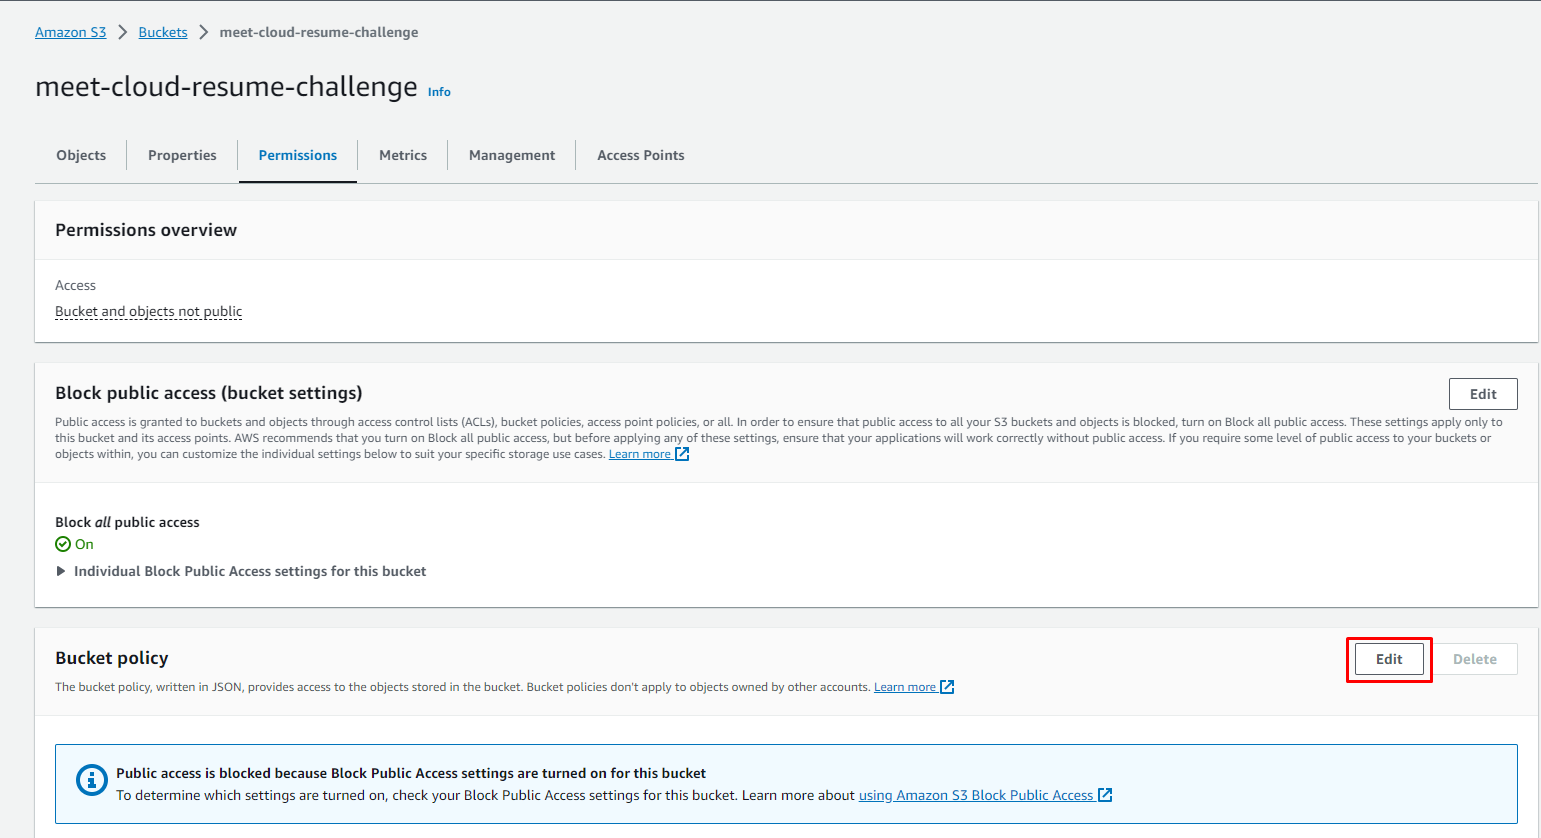 Amazon S3 > Buckets > meet-cloud-resume-challenge
meet-cloud-resume-challenge Info
Objects Properties Permissions Metrics Management Access Points
Permissions overview
Access
Bucket and objects not public
Block public access (bucket settings)
Edit
Public access is granted to buckets and objects through access control lists (ACLs), bucket policies, access point policies, or all. In order to ensure that public access to all your S3 buckets and objects is blocked, turn on Block all public access. These settings apply only to
this bucket and its access points. AWS recommends that you turn on Block all public access, but before applying any of these settings, ensure that your applications will work correctly without public access. If you require some level of public access to your buckets or
objects within, you can customize the individual settings below to suit your specific storage use cases. Learn more
Block all public access
On
Individual Block Public Access settings for this bucket
Bucket policy
Edit Delete
The bucket policy, written in JSON, provides access to the objects stored in the bucket. Bucket policies don't apply to objects owned by other accounts. Learn more
Public access is blocked because Block Public Access settings are turned on for this bucket
To determine which settings are turned on, check your Block Public Access settings for this bucket. Learn more about using Amazon S3 Block Public Access